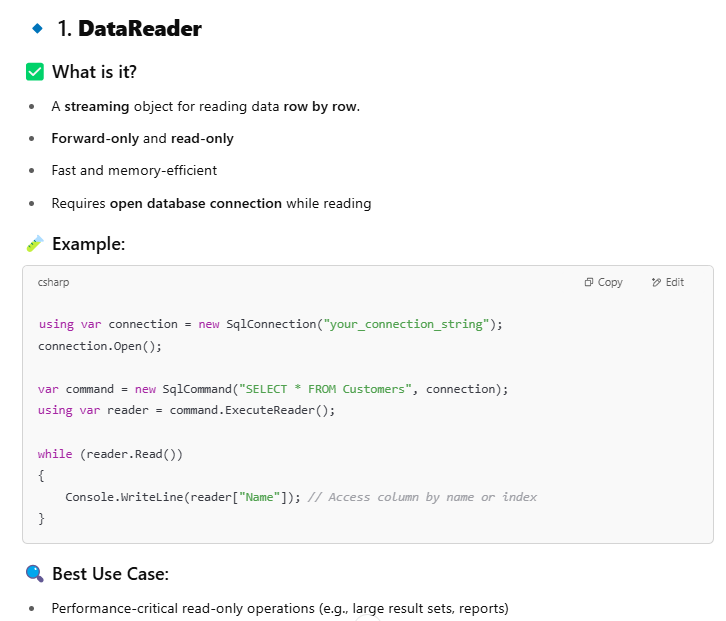 1. DataReader
What is it?
• A streaming object for reading data row by row.
• Forward-only and read-only
• Fast and memory-efficient
• Requires open database connection while reading
Example:
csharp Copy Edit
using var connection = new SqlConnection("your_connection_string");
connection.Open();
var command = new SqlCommand("SELECT * FROM Customers", connection);
using var reader = command.ExecuteReader();
while (reader.Read())
{
    Console.WriteLine(reader["Name"]); // Access column by name or index
}
Best Use Case:
• Performance-critical read-only operations (e.g., large result sets, reports)